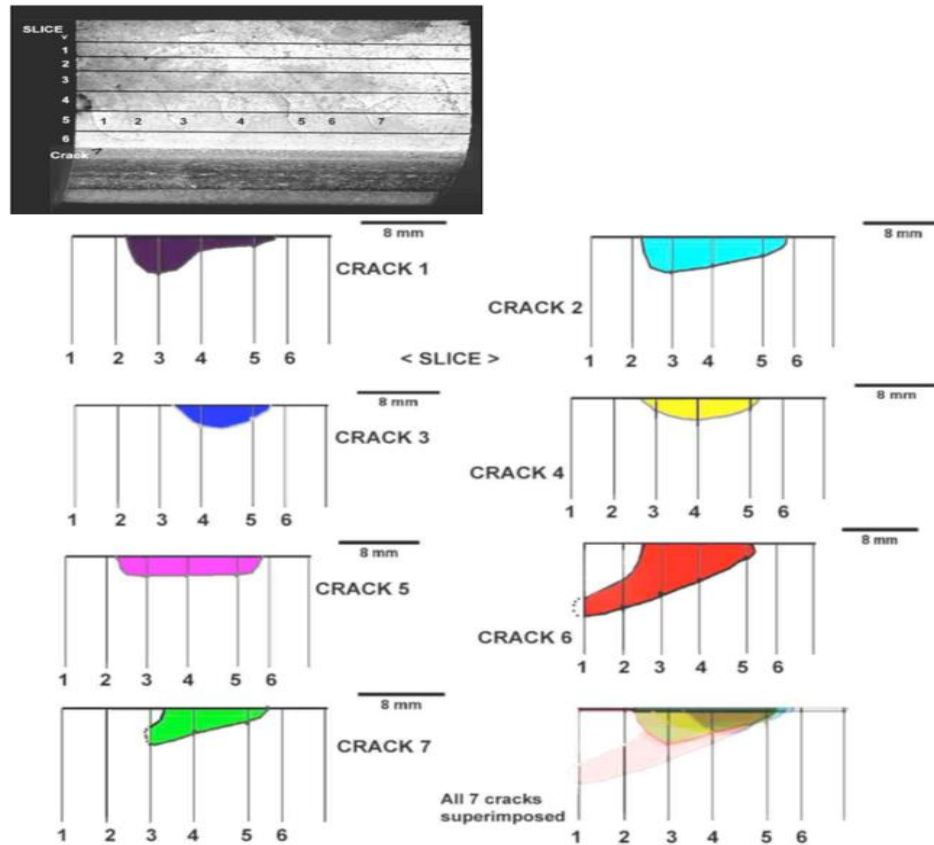 SLICE
1
2
3
4
5
6
1 2 3 4 5 6 7
Crack
8 mm
CRACK 1
1 2 3 4 5 6
8 mm
CRACK 2
1 2 3 4 5 6
< SLICE >
8 mm
CRACK 3
1 2 3 4 5 6
8 mm
CRACK 4
1 2 3 4 5 6
8 mm
CRACK 5
1 2 3 4 5 6
8 mm
CRACK 6
1 2 3 4 5 6
8 mm
CRACK 7
1 2 3 4 5 6
All 7 cracks
superimposed
1 2 3 4 5 6